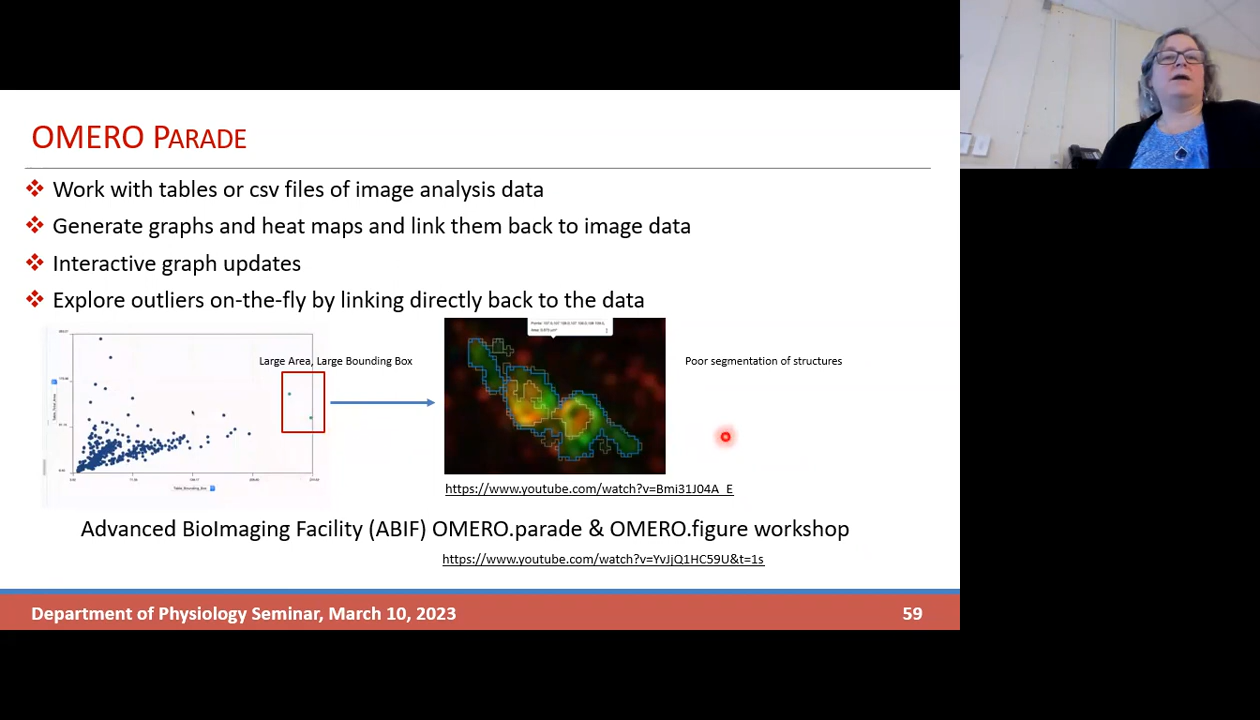 OMERO PARADE
Work with tables or csv files of image analysis data
Generate graphs and heat maps and link them back to image data
Interactive graph updates
Explore outliers on-the-fly by linking directly back to the data
Large Area, Large Bounding Box
Poor segmentation of structures
Table_Bounding_Box
https://www.youtube.com/watch?v=Bmi31J04A_E
Advanced BioImaging Facility (ABIF) OMERO.parade & OMERO.figure workshop
https://www.youtube.com/watch?v=YvJjQ1HC59U&t=1s
Department of Physiology Seminar, March 10, 2023
59